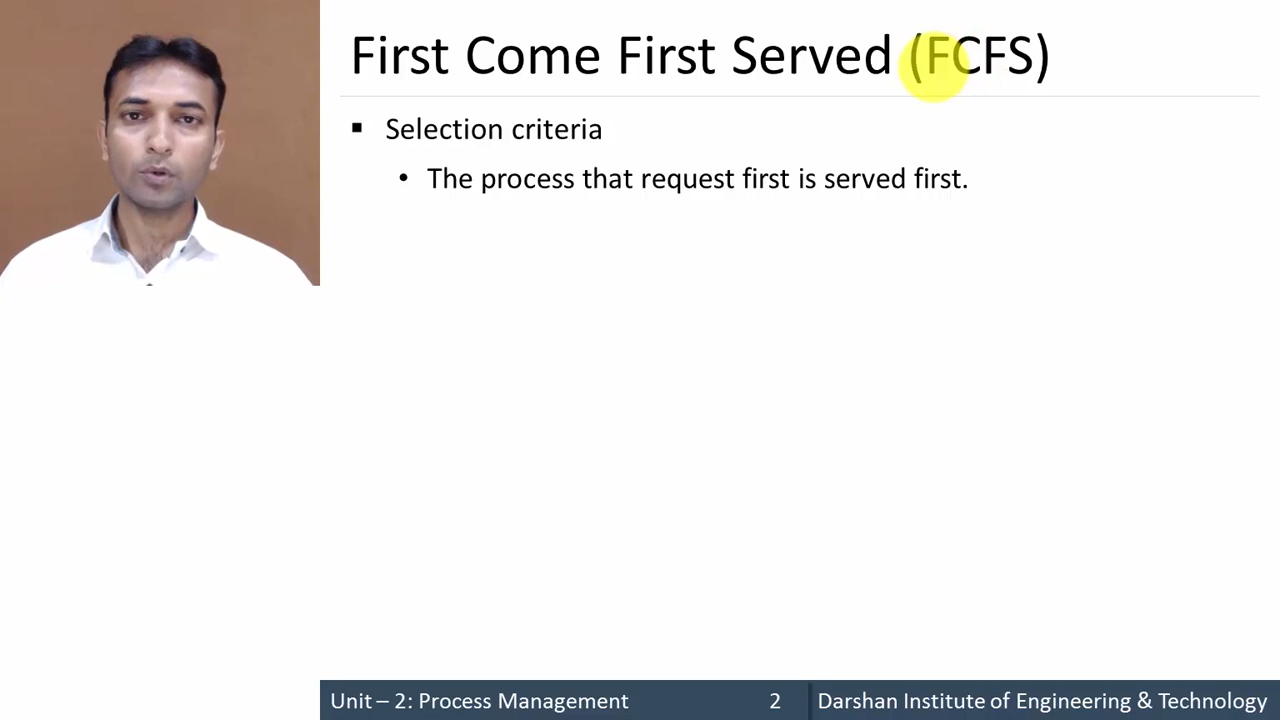 First Come First Served (FCFS)
▪ Selection criteria
• The process that request first is served first.
Unit – 2: Process Management 2 Darshan Institute of Engineering & Technology